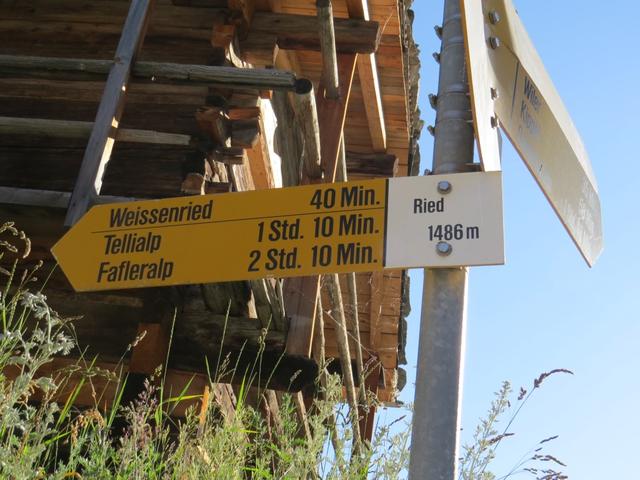 Weissenried 40 Min.
Tellialp 1 Std. 10 Min.
Fafleralp 2 Std. 10 Min.
Ried
1486 m